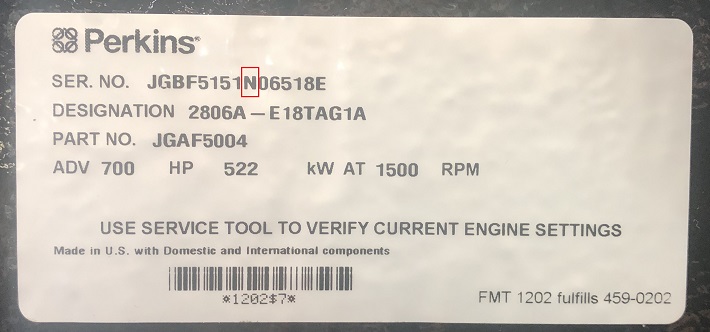 Perkins®
SER. NO. JGBF5151N06518E
DESIGNATION 2806A – E18TAG1A
PART NO. JGAF5004
ADV 700 HP 522 kW AT 1500 RPM
USE SERVICE TOOL TO VERIFY CURRENT ENGINE SETTINGS
Made in U.S. with Domestic and International components
*1202$7*
FMT 1202 fulfills 459-0202